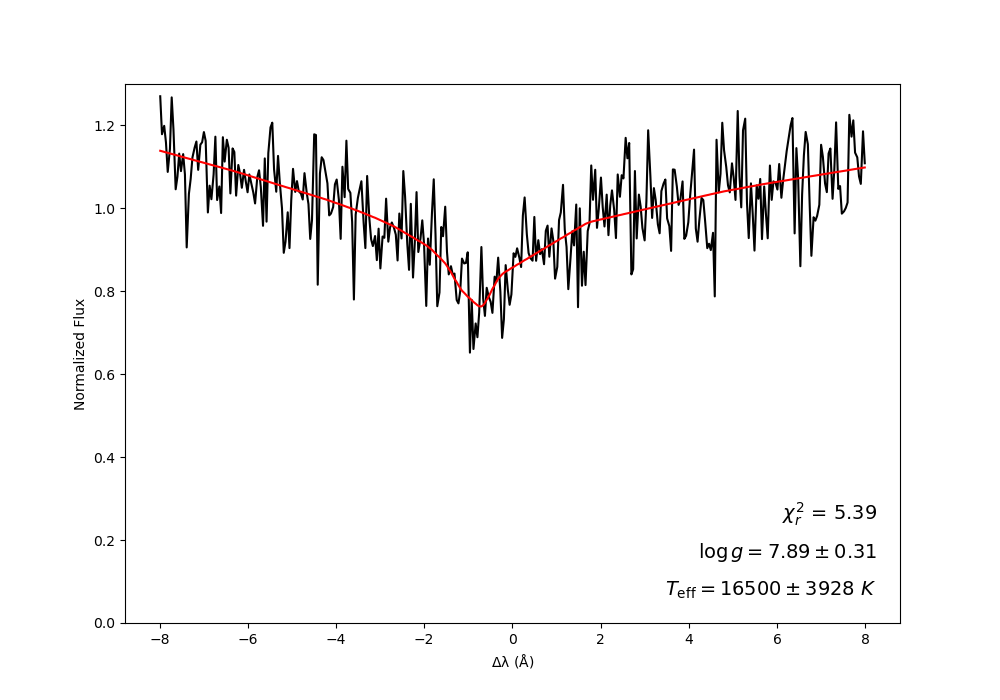 1.2
1.0
0.8
0.6
0.4
0.2
0.0
Normalized Flux
χ²ᵣ = 5.39
log g = 7.89 ± 0.31
T_eff = 16500 ± 3928 K
−8 −6 −4 −2 0 2 4 6 8
Δλ (Å)